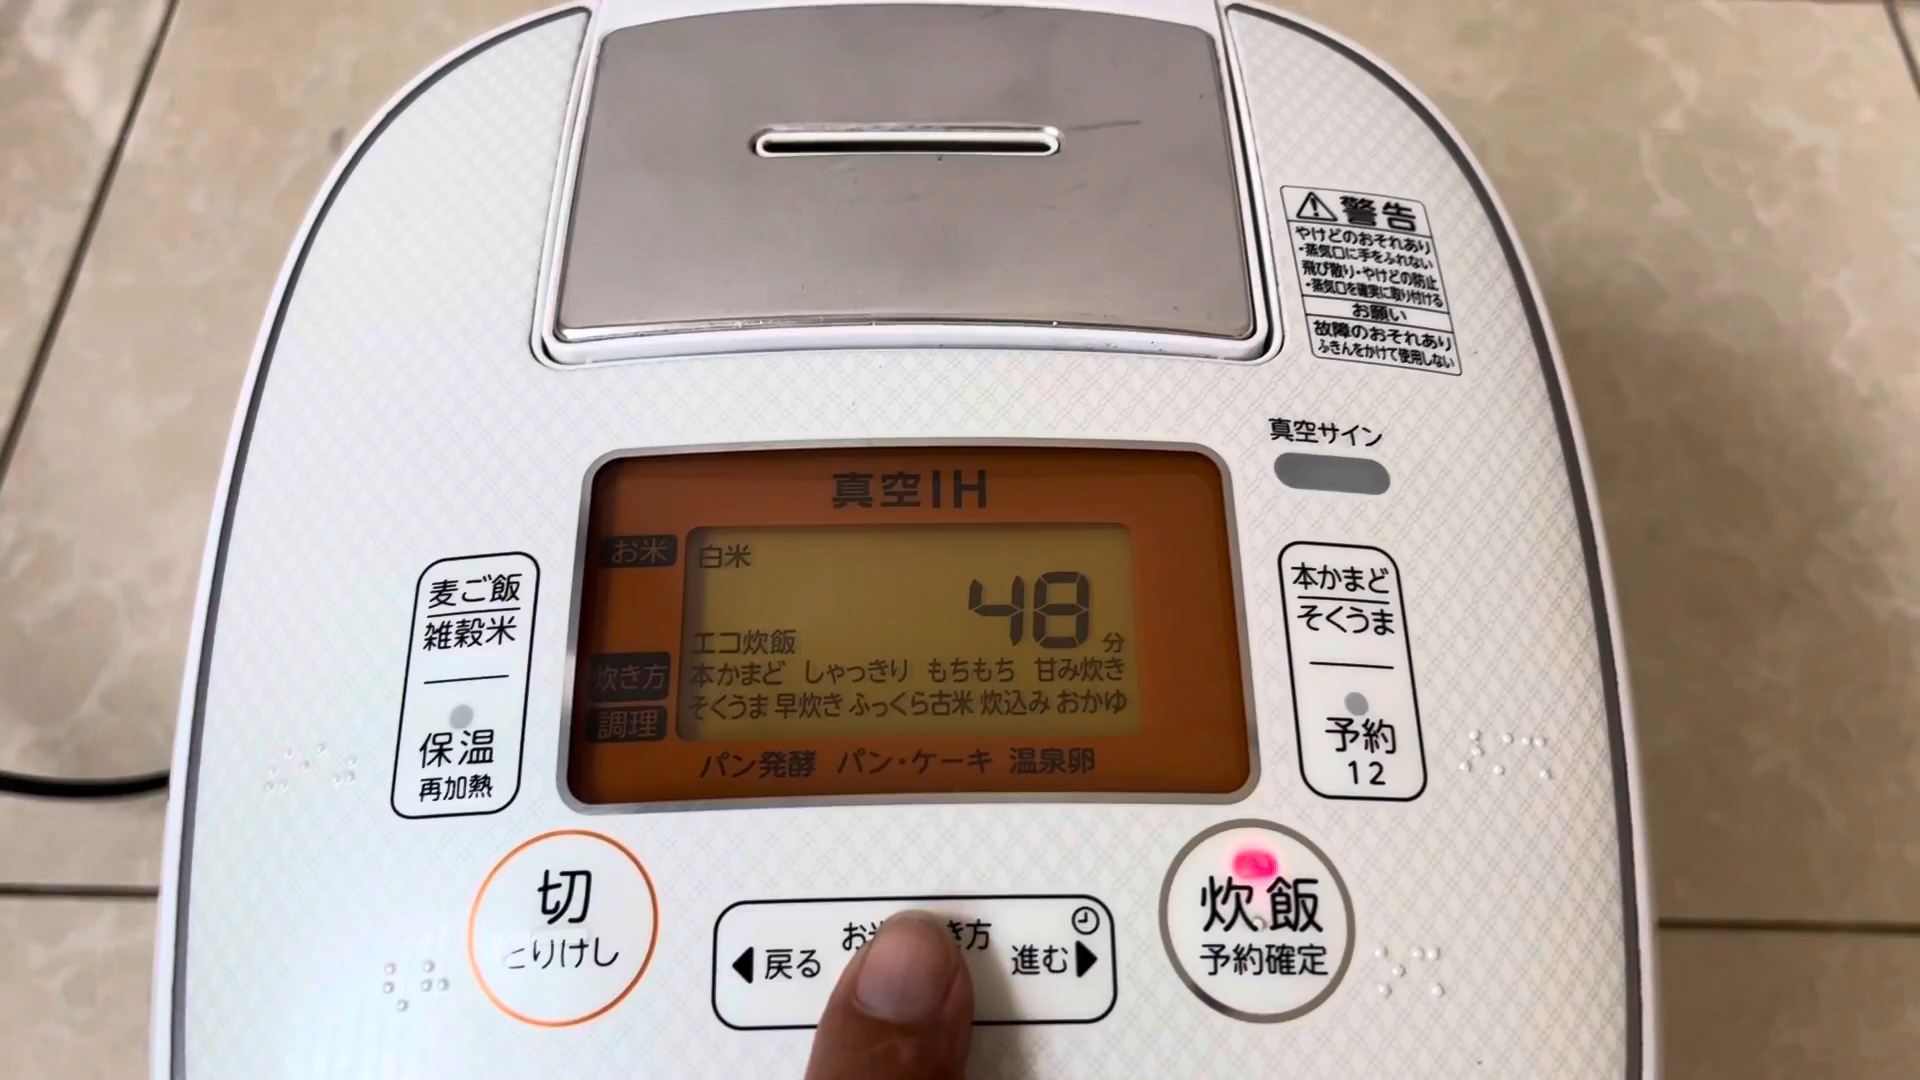 警告
やけどのおそれあり
・蒸気口に手をふれない
飛び散り・やけどの防止
・蒸気口を確実に取り付ける
お願い
故障のおそれあり
ふきんをかけて使用しない
真空サイン
真空IH
お米 白米
48分
エコ炊飯
炊き方 本かまど しゃっきり もちもち 甘み炊き
そくうま 早炊き ふっくら古米 炊込み おかゆ
調理
パン発酵 パン・ケーキ 温泉卵
麦ご飯
雑穀米
保温
再加熱
本かまど
そくうま
予約
12
切
とりけし
お米 き方
戻る 進む
炊飯
予約確定